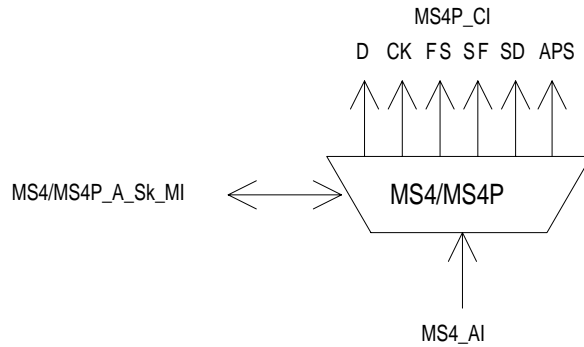 MS4P_CI
D CK FS SF SD APS
MS4/MS4P_A_Sk_MI
MS4/MS4P
MS4_AI